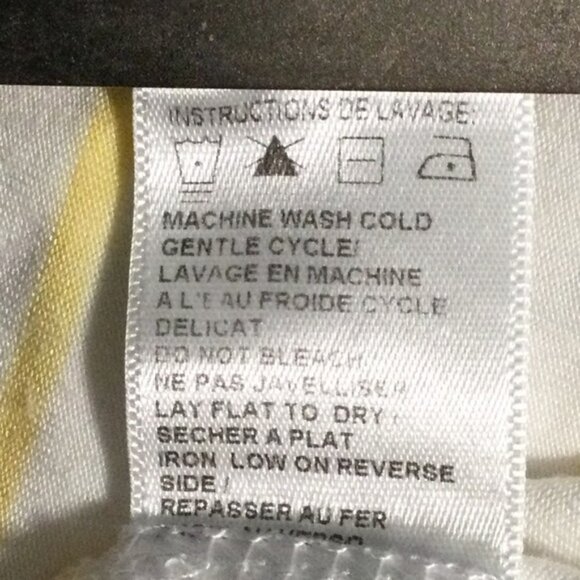 INSTRUCTIONS DE LAVAGE:
MACHINE WASH COLD
GENTLE CYCLE/
LAVAGE EN MACHINE
A L'EAU FROIDE CYCLE
DELICAT
DO NOT BLEACH/
NE PAS JAVELLISER
LAY FLAT TO DRY/
SECHER A PLAT
IRON LOW ON REVERSE
SIDE/
REPASSER AU FER